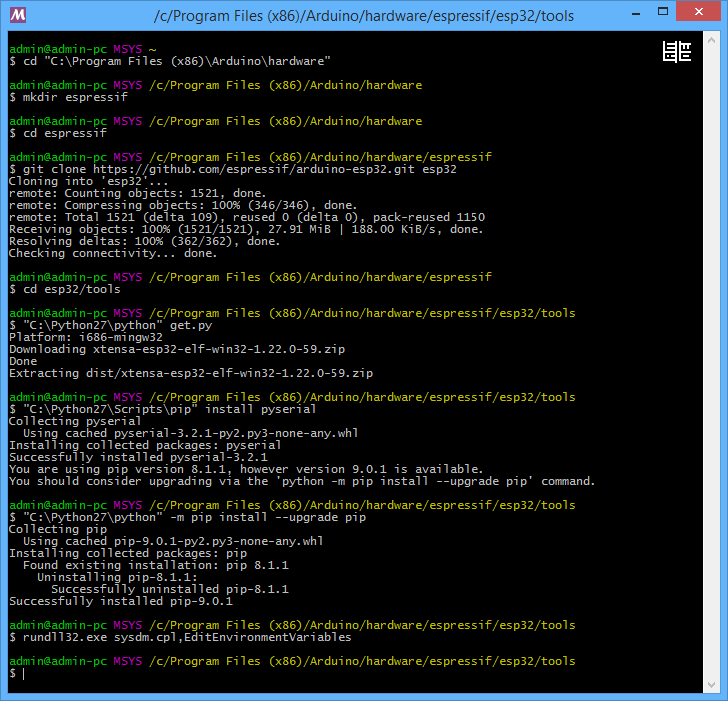 /c/Program Files (x86)/Arduino/hardware/espressif/esp32/tools
admin@admin-pc MSYS ~
$ cd "C:\Program Files (x86)\Arduino\hardware"
admin@admin-pc MSYS /c/Program Files (x86)/Arduino/hardware
$ mkdir espressif
admin@admin-pc MSYS /c/Program Files (x86)/Arduino/hardware
$ cd espressif
admin@admin-pc MSYS /c/Program Files (x86)/Arduino/hardware/espressif
$ git clone https://github.com/espressif/arduino-esp32.git esp32
Cloning into 'esp32'...
remote: Counting objects: 1521, done.
remote: Compressing objects: 100% (346/346), done.
remote: Total 1521 (delta 109), reused 0 (delta 0), pack-reused 1150
Receiving objects: 100% (1521/1521), 27.91 MiB | 188.00 KiB/s, done.
Resolving deltas: 100% (362/362), done.
Checking connectivity... done.
admin@admin-pc MSYS /c/Program Files (x86)/Arduino/hardware/espressif
$ cd esp32/tools
admin@admin-pc MSYS /c/Program Files (x86)/Arduino/hardware/espressif/esp32/tools
$ "C:\Python27\python" get.py
Platform: i686-mingw32
Downloading xtensa-esp32-elf-win32-1.22.0-59.zip
Done
Extracting dist/xtensa-esp32-elf-win32-1.22.0-59.zip
admin@admin-pc MSYS /c/Program Files (x86)/Arduino/hardware/espressif/esp32/tools
$ "C:\Python27\Scripts\pip" install pyserial
Collecting pyserial
  Using cached pyserial-3.2.1-py2.py3-none-any.whl
Installing collected packages: pyserial
Successfully installed pyserial-3.2.1
You are using pip version 8.1.1, however version 9.0.1 is available.
You should consider upgrading via the 'python -m pip install --upgrade pip' command.
admin@admin-pc MSYS /c/Program Files (x86)/Arduino/hardware/espressif/esp32/tools
$ "C:\Python27\python" -m pip install --upgrade pip
Collecting pip
  Using cached pip-9.0.1-py2.py3-none-any.whl
Installing collected packages: pip
  Found existing installation: pip 8.1.1
    Uninstalling pip-8.1.1:
      Successfully uninstalled pip-8.1.1
Successfully installed pip-9.0.1
admin@admin-pc MSYS /c/Program Files (x86)/Arduino/hardware/espressif/esp32/tools
$ rundll32.exe sysdm.cpl,EditEnvironmentVariables
admin@admin-pc MSYS /c/Program Files (x86)/Arduino/hardware/espressif/esp32/tools
$